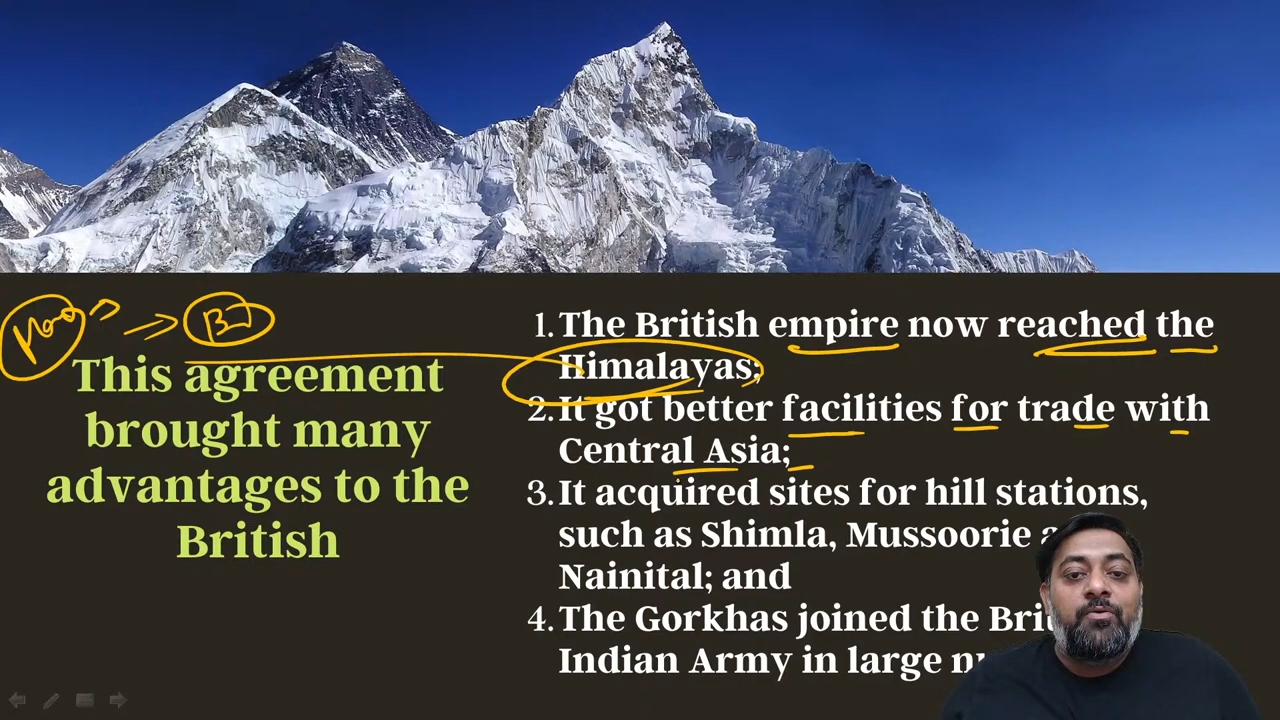 This agreement
brought many
advantages to the
British
1. The British empire now reached the
Himalayas;
2. It got better facilities for trade with
Central Asia;
3. It acquired sites for hill stations,
such as Shimla, Mussoorie
Nainital; and
4. The Gorkhas joined the
Indian Army in large